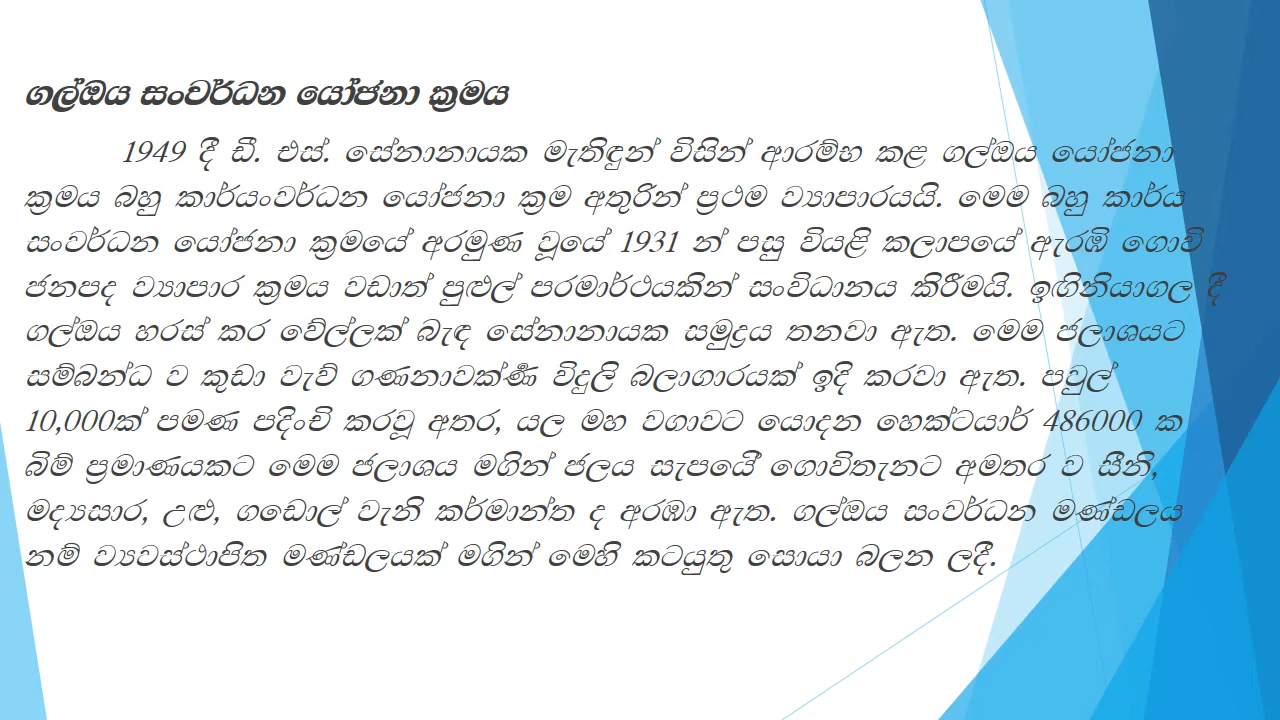 ගල්ඔය සංවර්ධන යෝජනා ක්‍රමය
1949 දී ඩී. එස්. සේනානායක මැතිඳුන් විසින් ආරම්භ කළ ගල්ඔය යෝජනා
ක්‍රමය බහු කාර්යංවර්ධන යෝජනා ක්‍රම අතුරින් ප්‍රථම ව්‍යාපාරයයි. මෙම බහු කාර්ය
සංවර්ධන යෝජනා ක්‍රමයේ අරමුණ වූයේ 1931 න් පසු වියළි කලාපයේ ඇරඹි ගොවි
ජනපද ව්‍යාපාර ක්‍රමය වඩාත් පුළුල් පරමාර්ථයකින් සංවිධානය කිරීමයි. ඉඟිනියාගල දී
ගල්ඔය හරස් කර වේල්ලක් බැඳ සේනානායක සමුද්‍රය තනවා ඇත. මෙම ජලාශයට
සම්බන්ධ ව කුඩා වැව් ගණනාවක්ණ විදුලි බලාගාරයක් ඉදි කරවා ඇත. පවුල්
10,000ක් පමණ පදිංචි කරවූ අතර, යල මහ වගාවට යොදන හෙක්ටයාර් 486000 ක
බිම් ප්‍රමාණයකට මෙම ජලාශය මගින් ජලය සැපයේ ගොවිතැනට අමතර ව සීනි,
මද්‍යසාර, උළු, ගඩොල් වැනි කර්මාන්ත ද අරඹා ඇත. ගල්ඔය සංවර්ධන මණ්ඩලය
නම් ව්‍යවස්ථාපිත මණ්ඩලයක් මගින් මෙහි කටයුතු සොයා බලන ලදී.